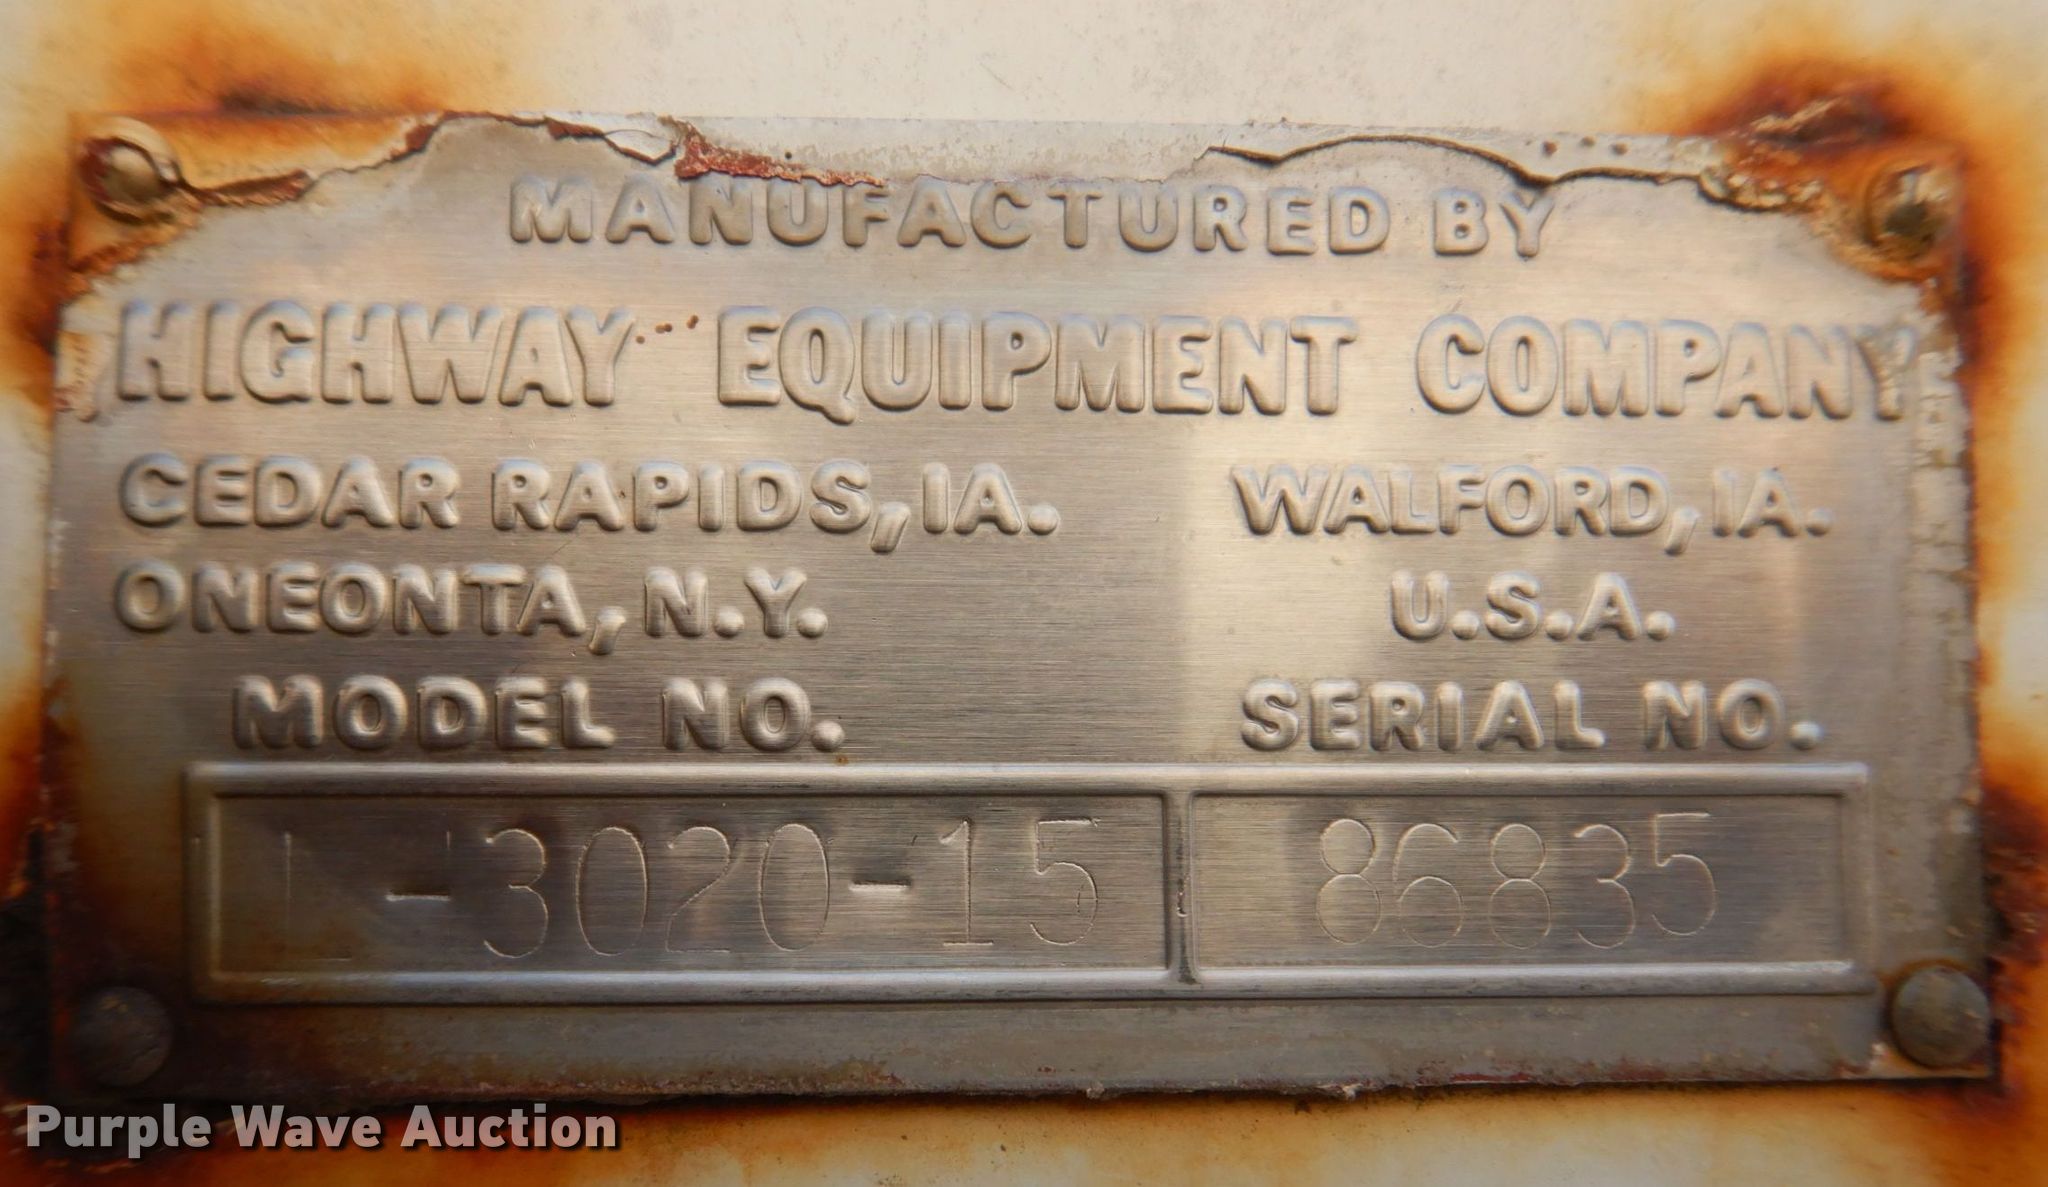 MANUFACTURED BY
HIGHWAY EQUIPMENT COMPANY
CEDAR RAPIDS, IA. WALFORD, IA.
ONEONTA, N.Y. U.S.A.
MODEL NO. SERIAL NO.
L-3020-15 86835
Purple Wave Auction